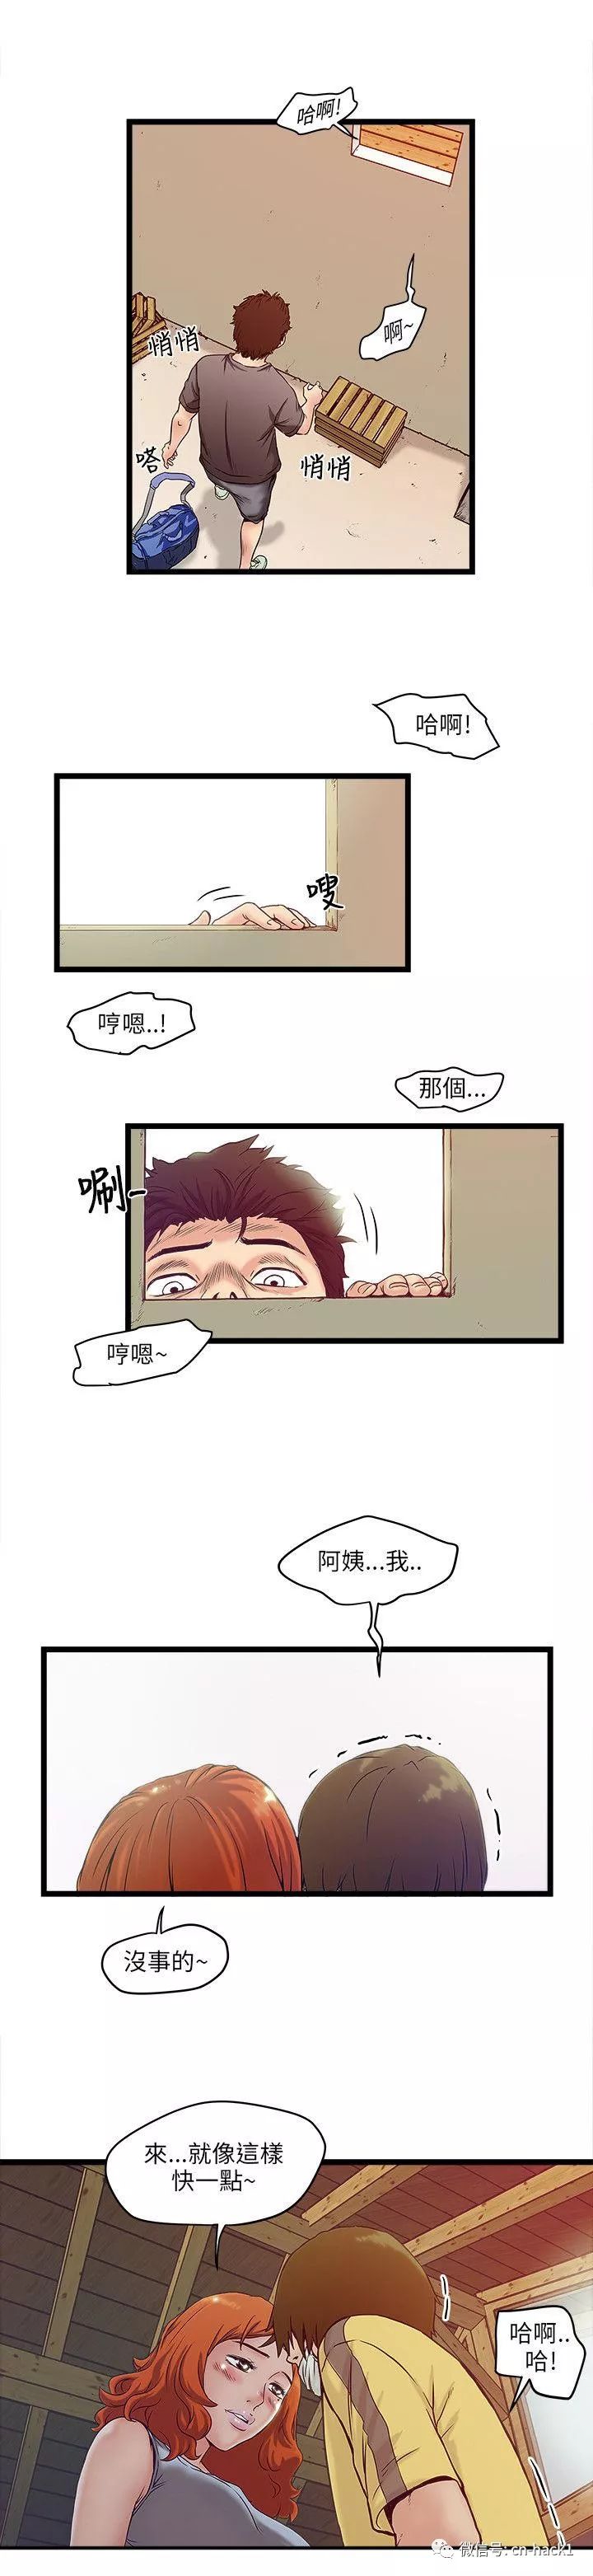 哈啊!
啊~
悄悄
嗒
悄悄
哈啊!
嗖
哼嗯..!
那個...
唰-
哼嗯~
阿姨...我..
沒事的~
來...就像這樣
快一點~
哈啊..
哈!
微信号: cn-hack1